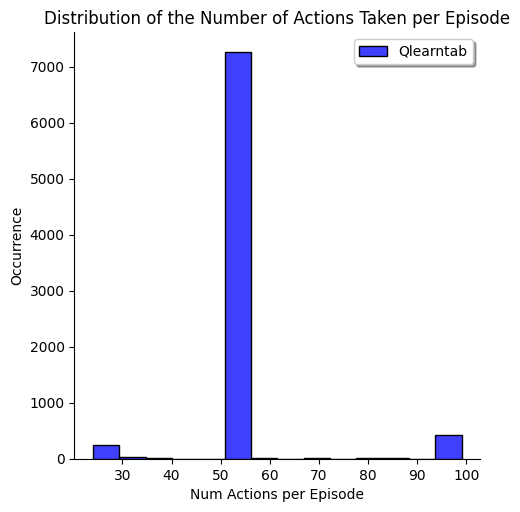 Distribution of the Number of Actions Taken per Episode
Qlearntab
7000
6000
5000
4000
3000
2000
1000
0
Occurrence
30 40 50 60 70 80 90 100
Num Actions per Episode